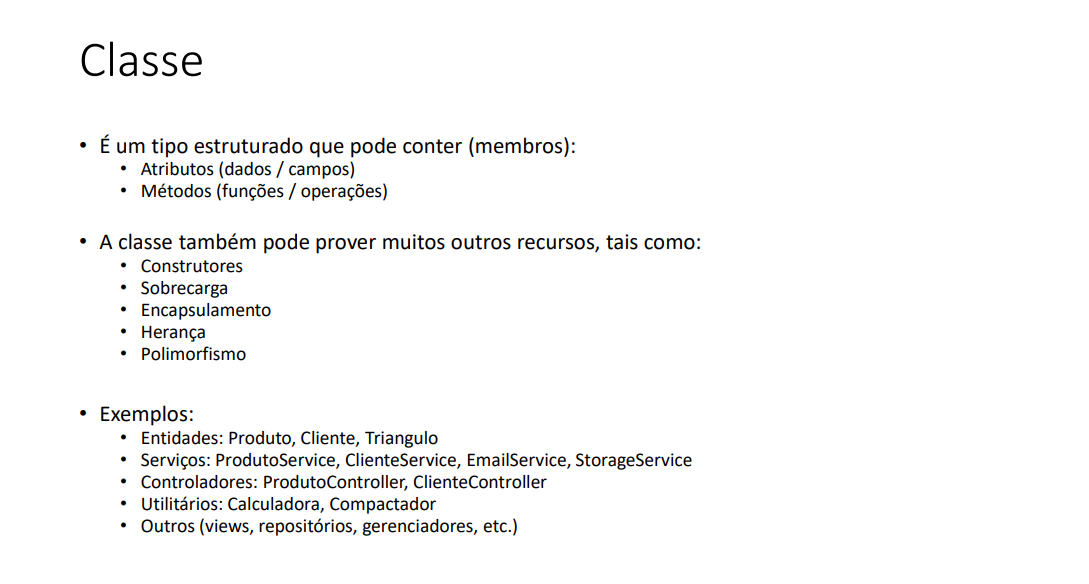 Classe
• É um tipo estruturado que pode conter (membros):
• Atributos (dados / campos)
• Métodos (funções / operações)
• A classe também pode prover muitos outros recursos, tais como:
• Construtores
• Sobrecarga
• Encapsulamento
• Herança
• Polimorfismo
• Exemplos:
• Entidades: Produto, Cliente, Triangulo
• Serviços: ProdutoService, ClienteService, EmailService, StorageService
• Controladores: ProdutoController, ClienteController
• Utilitários: Calculadora, Compactador
• Outros (views, repositórios, gerenciadores, etc.)